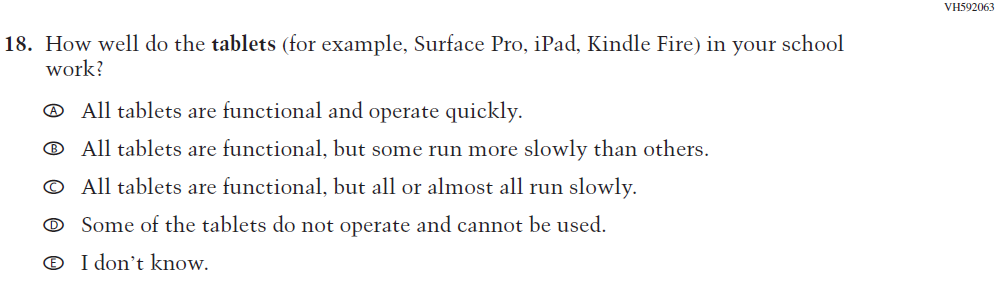 VH592063
18. How well do the tablets (for example, Surface Pro, iPad, Kindle Fire) in your school
work?
A All tablets are functional and operate quickly.
B All tablets are functional, but some run more slowly than others.
C All tablets are functional, but all or almost all run slowly.
D Some of the tablets do not operate and cannot be used.
E I don't know.